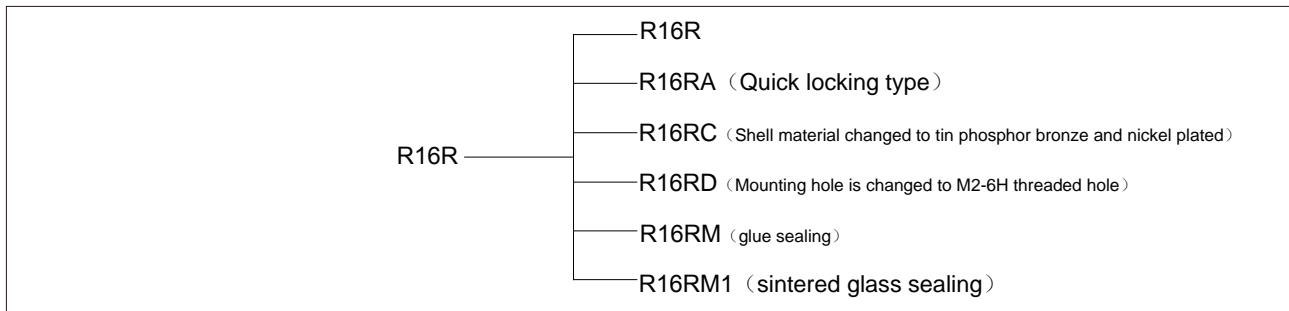 R16R
R16RA（Quick locking type）
R16RC（Shell material changed to tin phosphor bronze and nickel plated）
R16R
R16RD（Mounting hole is changed to M2-6H threaded hole）
R16RM（glue sealing）
R16RM1（sintered glass sealing）